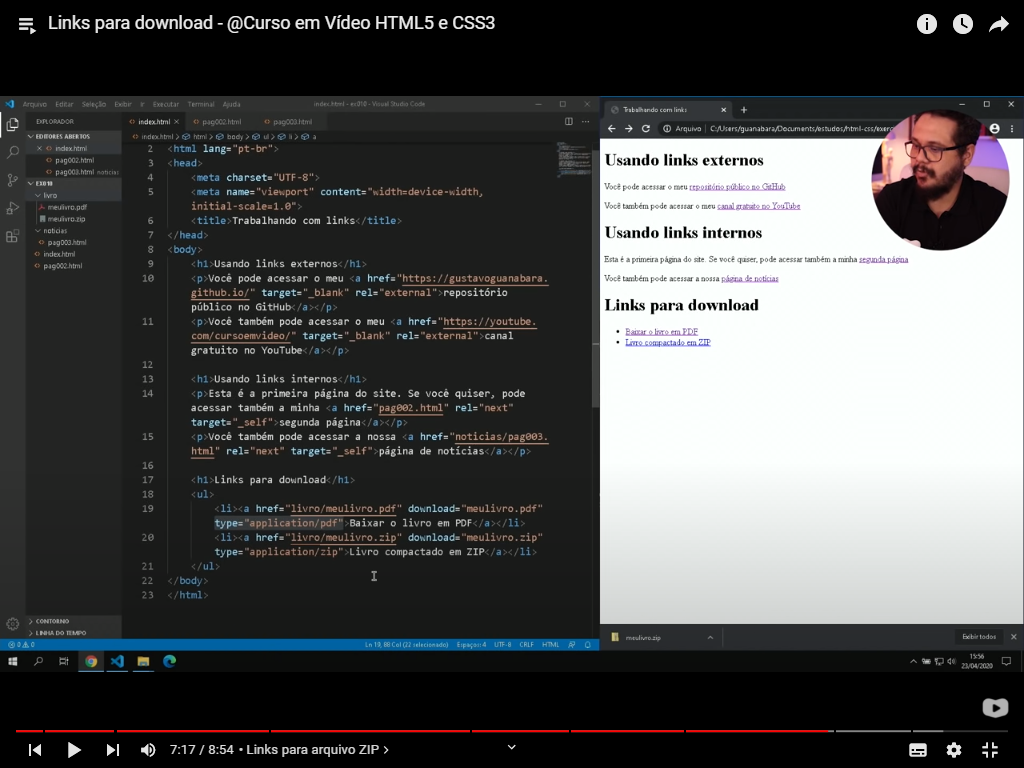 Links para download - @Curso em Vídeo HTML5 e CSS3
Arquivo Editar Seleção Exibir Ir Executar Terminal Ajuda
index.html - ex018 - Visual Studio Code
EXPLORADOR
EDITORES ABERTOS
index.html
pag002.html
pag003.html noticias
EX018
livro
meulivro.pdf
meulivro.zip
noticias
pag003.html
index.html
pag002.html
CONTORNO
LINHA DO TEMPO
index.html
pag002.html
pag003.html
index.html > html > body > ul > li > a
2 <html lang="pt-br">
3 <head>
4 <meta charset="UTF-8">
5 <meta name="viewport" content="width=device-width,
initial-scale=1.0">
6 <title>Trabalhando com links</title>
7 </head>
8 <body>
9 <h1>Usando links externos</h1>
10 <p>Você pode acessar o meu <a href="https://gustavoguanabara.
github.io/" target="_blank" rel="external">repositório
público no GitHub</a></p>
11 <p>Você também pode acessar o meu <a href="https://youtube.
com/cursoemvideo/" target="_blank" rel="external">canal
gratuito no YouTube</a></p>
12
13 <h1>Usando links internos</h1>
14 <p>Esta é a primeira página do site. Se você quiser, pode
acessar também a minha <a href="pag002.html" rel="next"
target="_self">segunda página</a></p>
15 <p>Você também pode acessar a nossa <a href="noticias/pag003.
html" rel="next" target="_self">página de notícias</a></p>
16
17 <h1>Links para download</h1>
18 <ul>
19 <li><a href="livro/meulivro.pdf" download="meulivro.pdf"
type="application/pdf">Baixar o livro em PDF</a></li>
20 <li><a href="livro/meulivro.zip" download="meulivro.zip"
type="application/zip">Livro compactado em ZIP</a></li>
21 </ul>
22 </body>
23 </html>
0 0
Ln 19, 88 Col (22 selecionado) Espaços: 4 UTF-8 CRLF HTML
Trabalhando com links
Arquivo | C:/Users/guanabara/Documents/estudos/html-css/exerc
Usando links externos
Você pode acessar o meu repositório público no GitHub
Você também pode acessar o meu canal gratuito no YouTube
Usando links internos
Esta é a primeira página do site. Se você quiser, pode acessar também a minha segunda página
Você também pode acessar a nossa página de notícias
Links para download
Baixar o livro em PDF
Livro compactado em ZIP
meulivro.zip
Exibir todos
15:56
23/04/2020
7:17 / 8:54 • Links para arquivo ZIP >